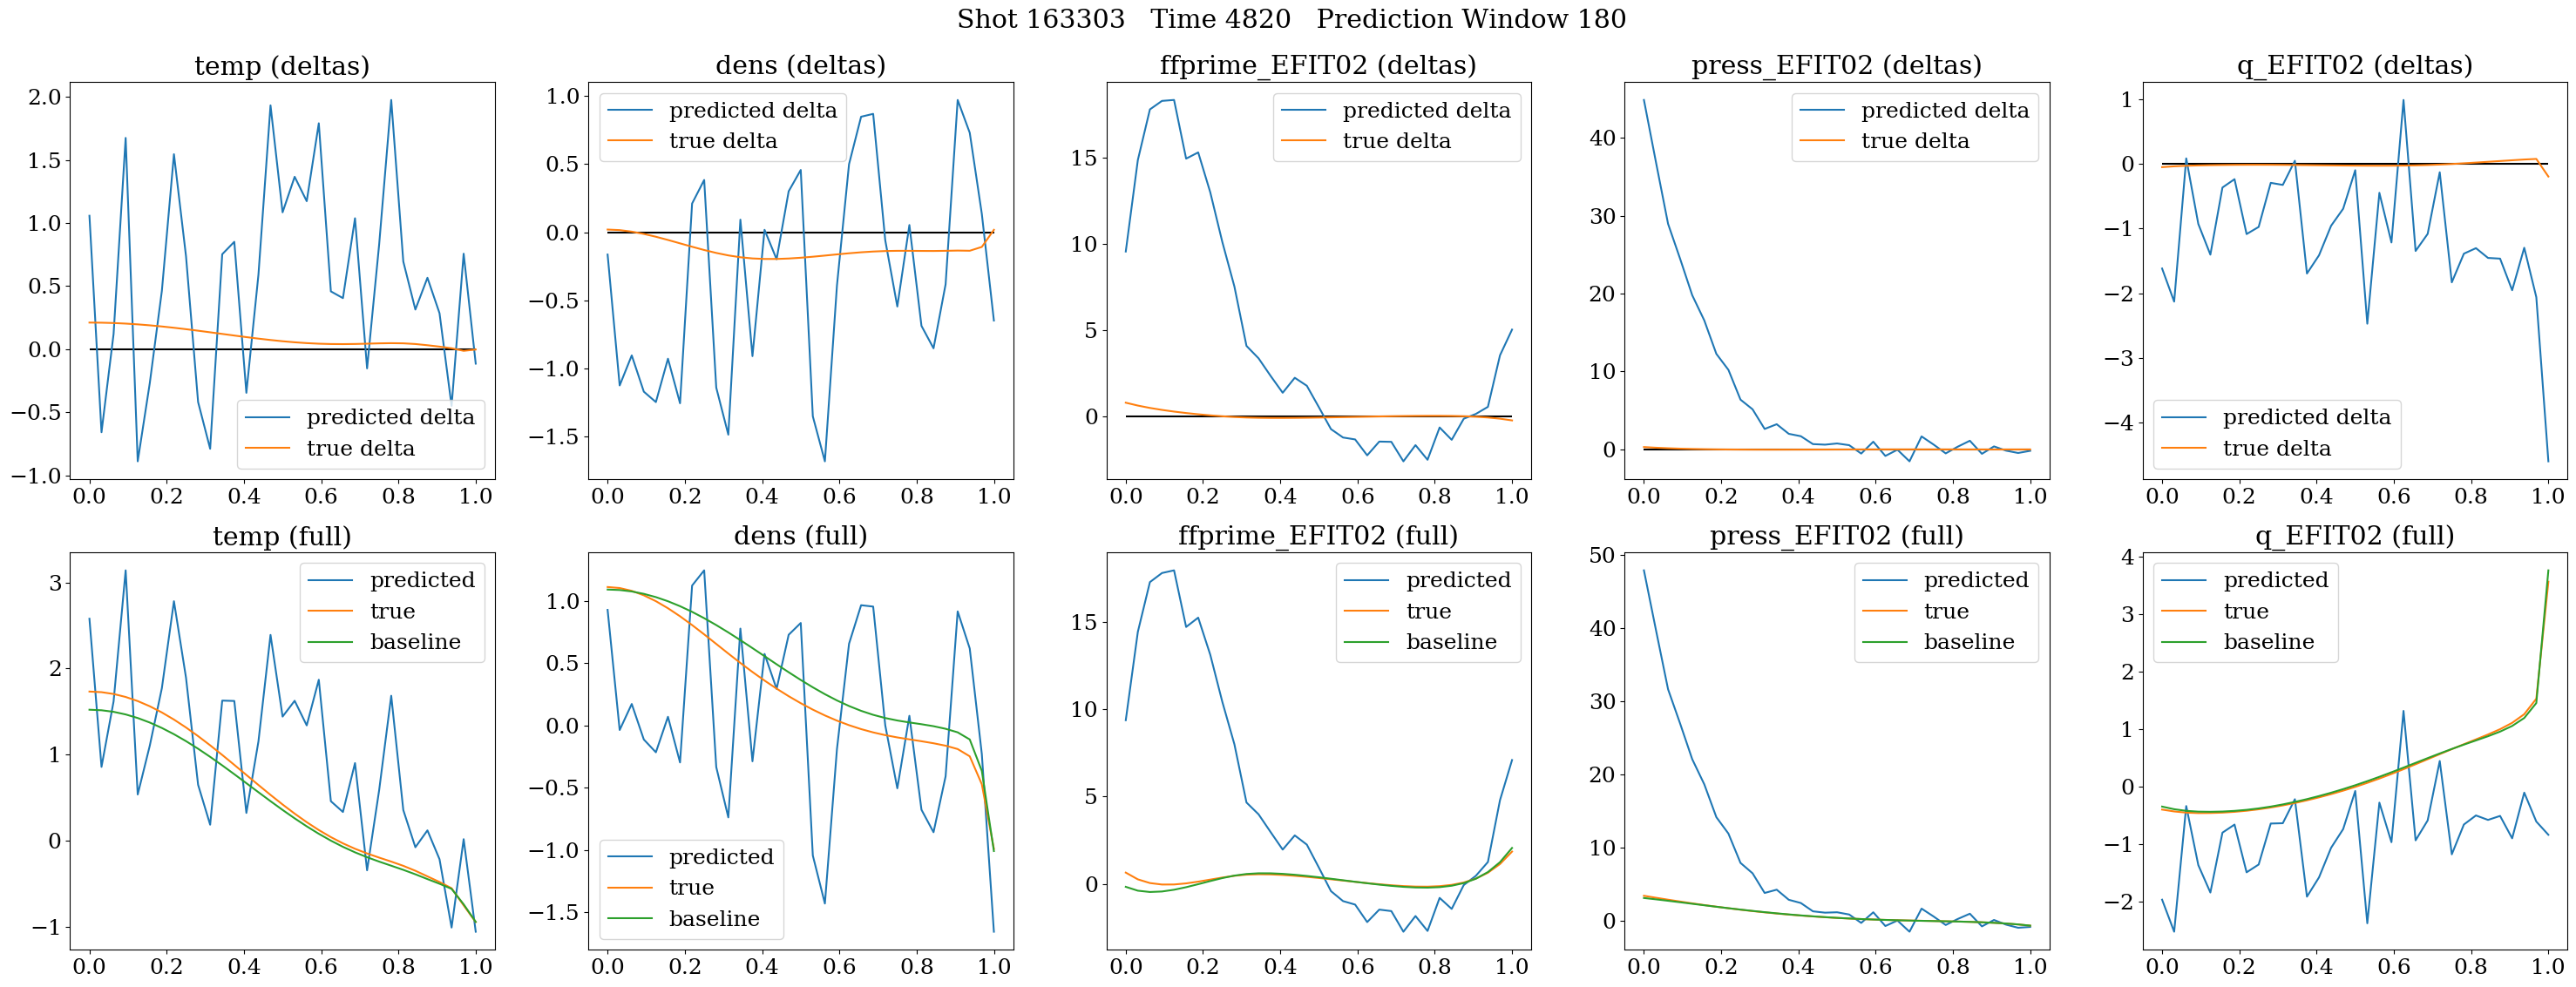 Shot 163303   Time 4820   Prediction Window 180
temp (deltas)
2.0
1.5
1.0
0.5
0.0
−0.5
−1.0
predicted delta
true delta
0.0 0.2 0.4 0.6 0.8 1.0
dens (deltas)
1.0
0.5
0.0
−0.5
−1.0
−1.5
predicted delta
true delta
0.0 0.2 0.4 0.6 0.8 1.0
ffprime_EFIT02 (deltas)
15
10
5
0
predicted delta
true delta
0.0 0.2 0.4 0.6 0.8 1.0
press_EFIT02 (deltas)
40
30
20
10
0
predicted delta
true delta
0.0 0.2 0.4 0.6 0.8 1.0
q_EFIT02 (deltas)
1
0
−1
−2
−3
−4
predicted delta
true delta
0.0 0.2 0.4 0.6 0.8 1.0
temp (full)
3
2
1
0
−1
predicted
true
baseline
0.0 0.2 0.4 0.6 0.8 1.0
dens (full)
1.0
0.5
0.0
−0.5
−1.0
−1.5
predicted
true
baseline
0.0 0.2 0.4 0.6 0.8 1.0
ffprime_EFIT02 (full)
15
10
5
0
predicted
true
baseline
0.0 0.2 0.4 0.6 0.8 1.0
press_EFIT02 (full)
50
40
30
20
10
0
predicted
true
baseline
0.0 0.2 0.4 0.6 0.8 1.0
q_EFIT02 (full)
4
3
2
1
0
−1
−2
predicted
true
baseline
0.0 0.2 0.4 0.6 0.8 1.0